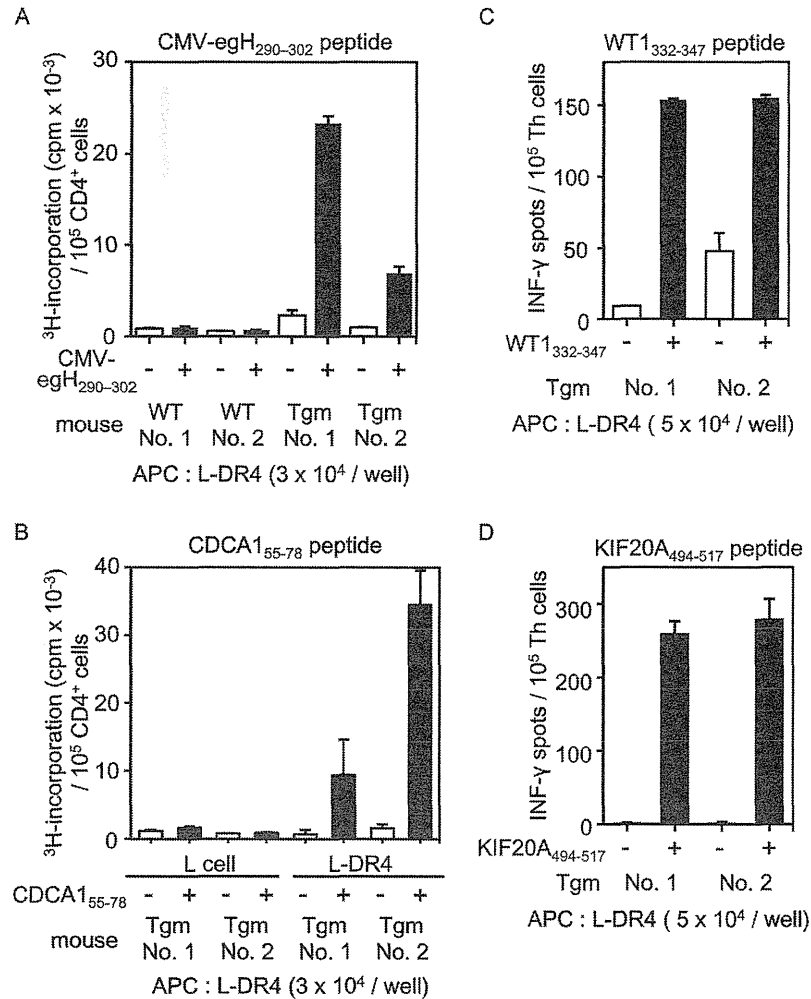 A
CMV-egH290–302 peptide
³H-incorporation (cpm x 10⁻³)
/ 10⁵ CD4⁺ cells
30
20
10
0
CMV-
egH290–302
- + - + - + - +
mouse
WT No. 1
WT No. 2
Tgm No. 1
Tgm No. 2
APC : L-DR4 (3 x 10⁴ / well)
C
WT1332-347 peptide
INF-γ spots / 10⁵ Th cells
150
100
50
0
WT1332-347
- + - +
Tgm No. 1 No. 2
APC : L-DR4 ( 5 x 10⁴ / well)
B
CDCA155-78 peptide
³H-incorporation (cpm x 10⁻³)
/ 10⁵ CD4⁺ cells
40
30
20
10
0
L cell L-DR4
CDCA155-78
- + - + - + - +
mouse
Tgm No. 1
Tgm No. 2
Tgm No. 1
Tgm No. 2
APC : L-DR4 (3 x 10⁴ / well)
D
KIF20A494-517 peptide
INF-γ spots / 10⁵ Th cells
300
200
100
0
KIF20A494-517
- + - +
Tgm No. 1 No. 2
APC : L-DR4 ( 5 x 10⁴ / well)